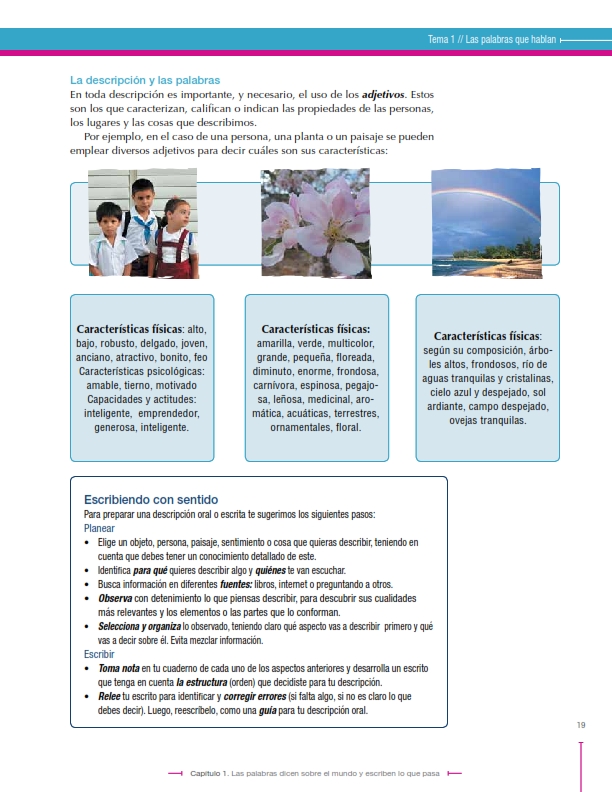 Tema 1 // Las palabras que hablan
La descripción y las palabras
En toda descripción es importante, y necesario, el uso de los adjetivos. Estos
son los que caracterizan, califican o indican las propiedades de las personas,
los lugares y las cosas que describimos.
Por ejemplo, en el caso de una persona, una planta o un paisaje se pueden
emplear diversos adjetivos para decir cuáles son sus características:
Características físicas: alto,
bajo, robusto, delgado, joven,
anciano, atractivo, bonito, feo
Características psicológicas:
amable, tierno, motivado
Capacidades y actitudes:
inteligente, emprendedor,
generosa, inteligente.
Características físicas:
amarilla, verde, multicolor,
grande, pequeña, floreada,
diminuto, enorme, frondosa,
carnívora, espinosa, pegajo-
sa, leñosa, medicinal, aro-
mática, acuáticas, terrestres,
ornamentales, floral.
Características físicas:
según su composición, árbo-
les altos, frondosos, río de
aguas tranquilas y cristalinas,
cielo azul y despejado, sol
ardiante, campo despejado,
ovejas tranquilas.
Escribiendo con sentido
Para preparar una descripción oral o escrita te sugerimos los siguientes pasos:
Planear
• Elige un objeto, persona, paisaje, sentimiento o cosa que quieras describir, teniendo en
cuenta que debes tener un conocimiento detallado de este.
• Identifica para qué quieres describir algo y quiénes te van escuchar.
• Busca información en diferentes fuentes: libros, internet o preguntando a otros.
• Observa con detenimiento lo que piensas describir, para descubrir sus cualidades
más relevantes y los elementos o las partes que lo conforman.
• Selecciona y organiza lo observado, teniendo claro qué aspecto vas a describir primero y qué
vas a decir sobre él. Evita mezclar información.
Escribir
• Toma nota en tu cuaderno de cada uno de los aspectos anteriores y desarrolla un escrito
que tenga en cuenta la estructura (orden) que decidiste para tu descripción.
• Relee tu escrito para identificar y corregir errores (si falta algo, si no es claro lo que
debes decir). Luego, reescríbelo, como una guía para tu descripción oral.
19
Capítulo 1. Las palabras dicen sobre el mundo y escriben lo que pasa